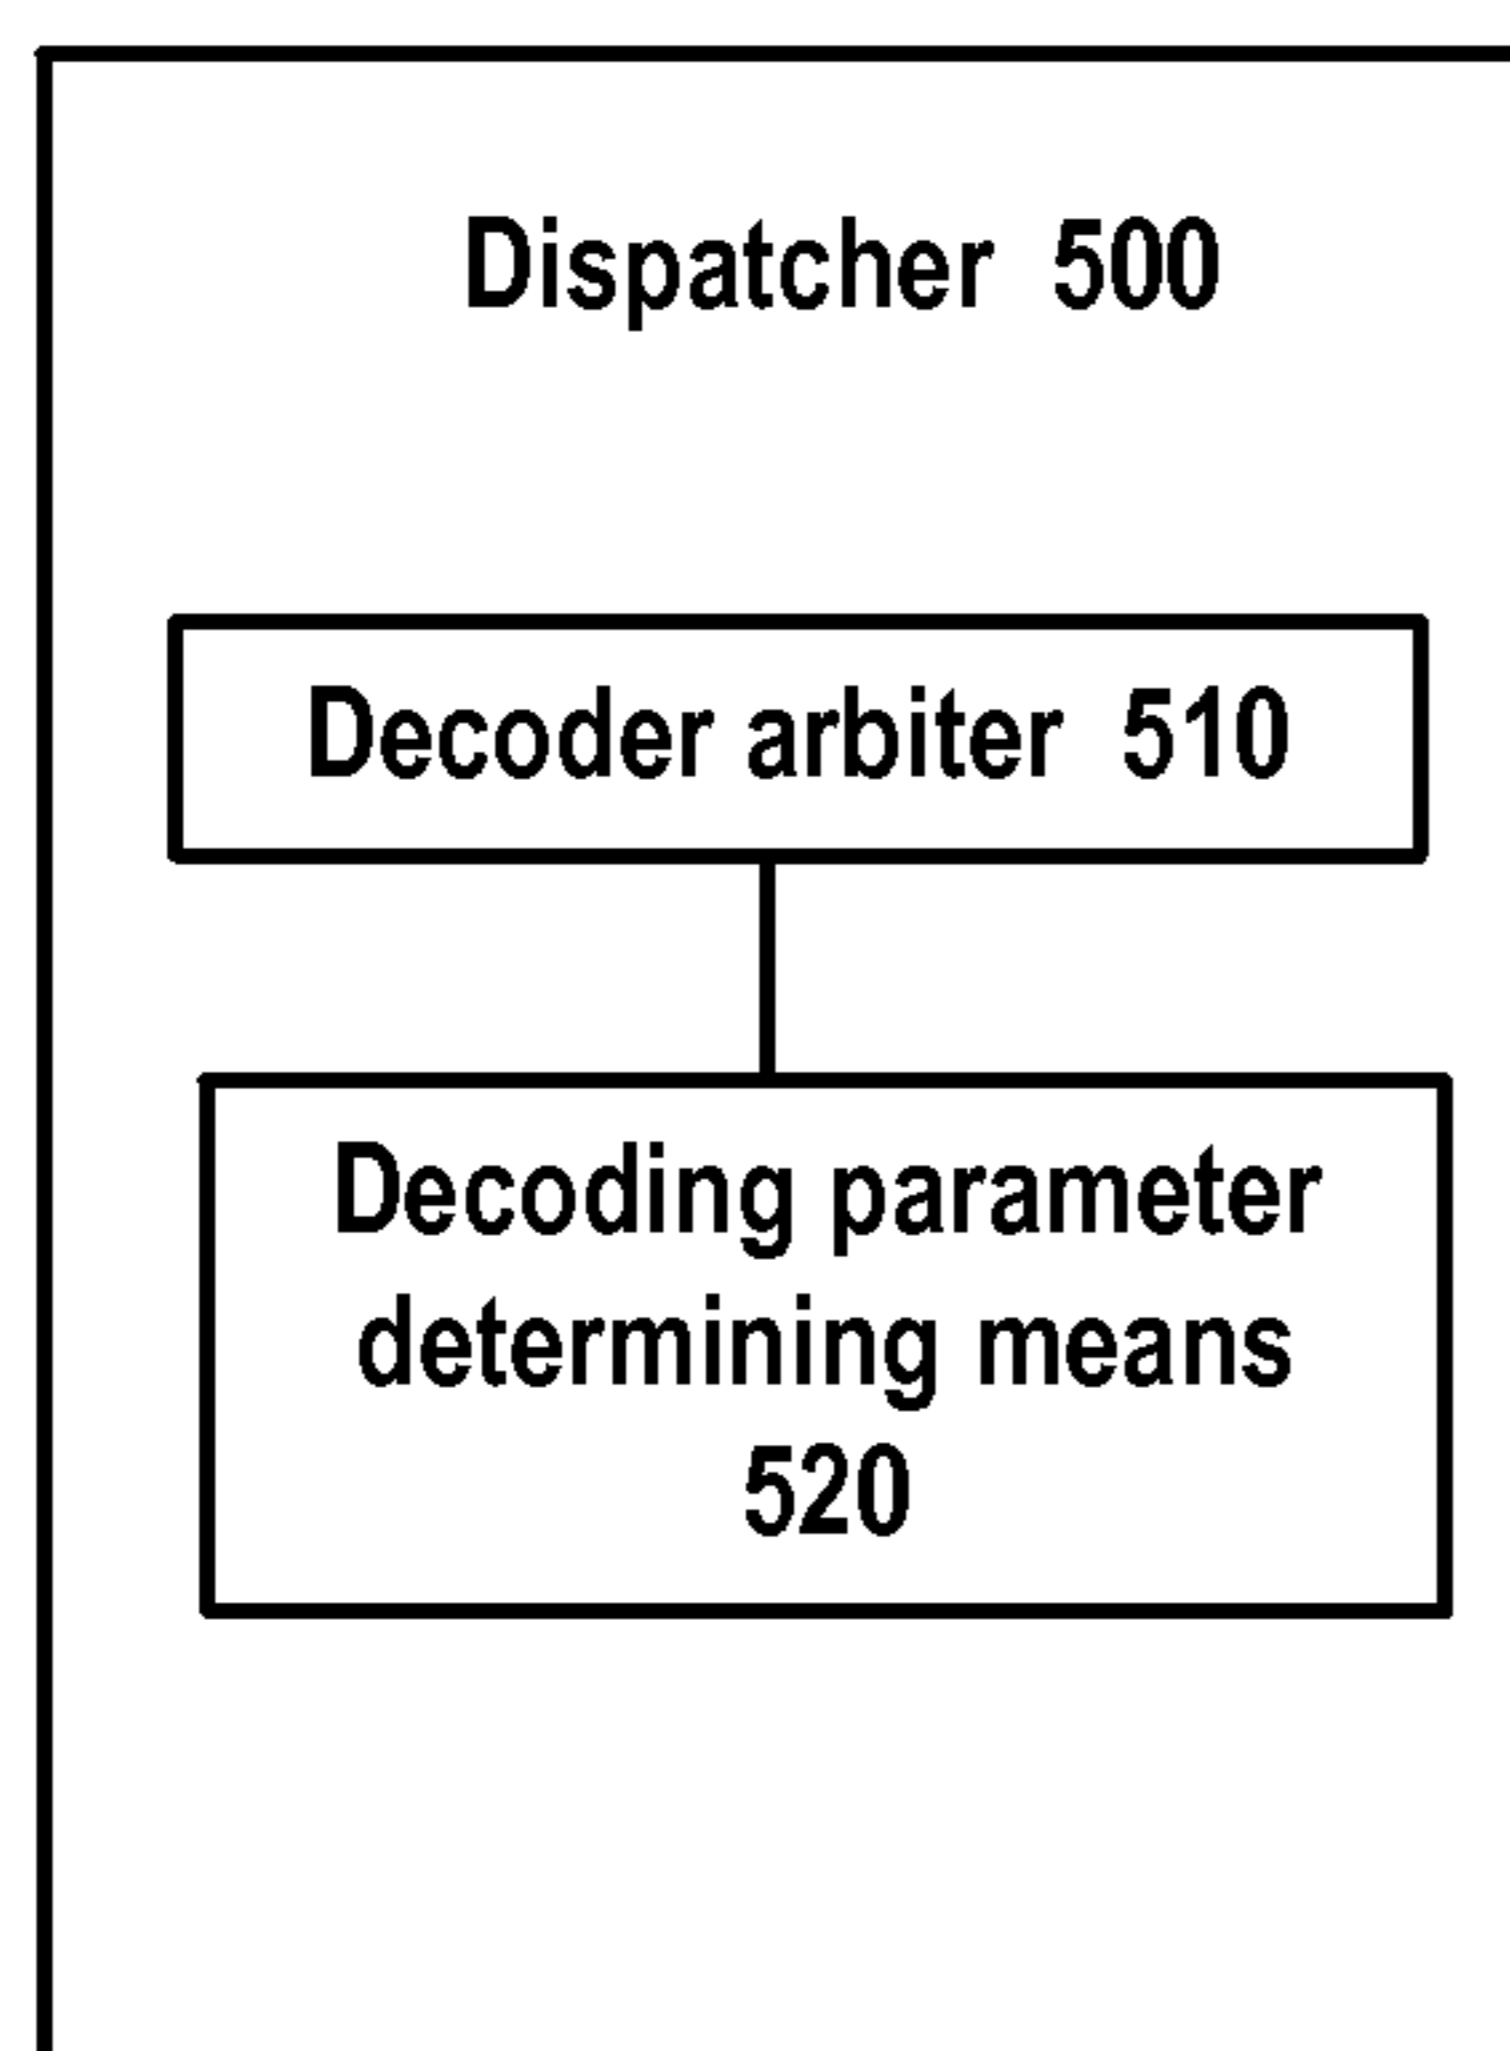 Dispatcher 500
Decoder arbiter 510
Decoding parameter
determining means
520